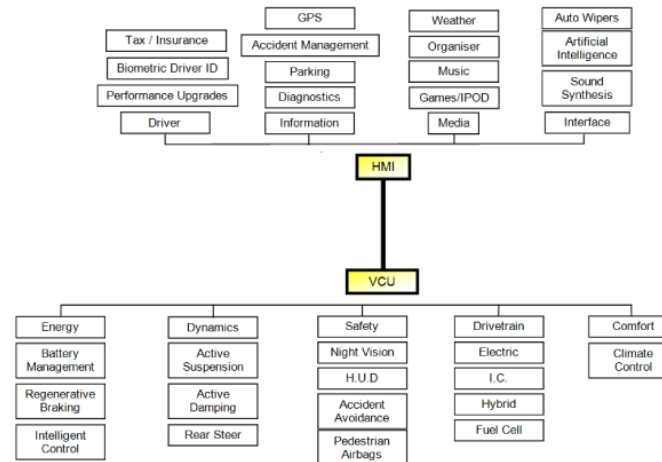 GPS
Weather
Auto Wipers
Tax / Insurance
Accident Management
Organiser
Artificial
Intelligence
Biometric Driver ID
Parking
Music
Performance Upgrades
Diagnostics
Games/IPOD
Sound
Synthesis
Driver
Information
Media
Interface
HMI
VCU
Energy
Dynamics
Safety
Drivetrain
Comfort
Battery
Management
Active
Suspension
Night Vision
Electric
Climate
Control
Regenerative
Braking
Active
Damping
H.U.D
I.C.
Accident
Avoidance
Hybrid
Intelligent
Control
Rear Steer
Pedestrian
Airbags
Fuel Cell